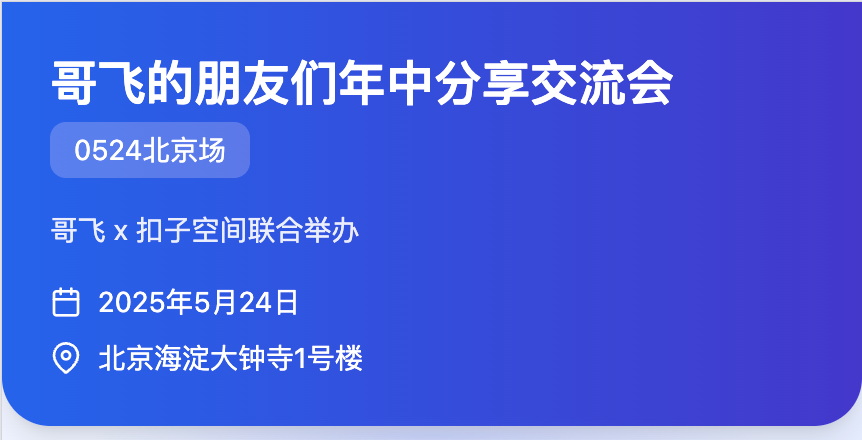 哥飞的朋友们年中分享交流会
0524北京场
哥飞 x 扣子空间联合举办
2025年5月24日
北京海淀大钟寺1号楼